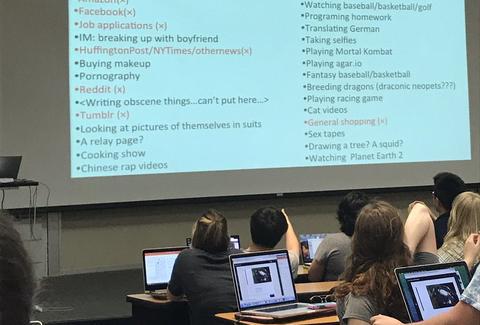 Amazon(×)
•Facebook(×)
•Job applications (×)
•IM: breaking up with boyfriend
•HuffingtonPost/NYTimes/othernews(×)
•Buying makeup
•Pornography
•Reddit (×)
•<Writing obscene things...can't put here...>
•Tumblr (×)
•Looking at pictures of themselves in suits
•A relay page?
•Cooking show
•Chinese rap videos
•Watching baseball/basketball/golf
•Programing homework
•Translating German
•Taking selfies
•Playing Mortal Kombat
•Playing agar.io
•Fantasy baseball/basketball
•Breeding dragons (draconic neopets???)
•Playing racing game
•Cat videos
•General shopping (×)
•Sex tapes
•Drawing a tree? A squid?
•Watching Planet Earth 2